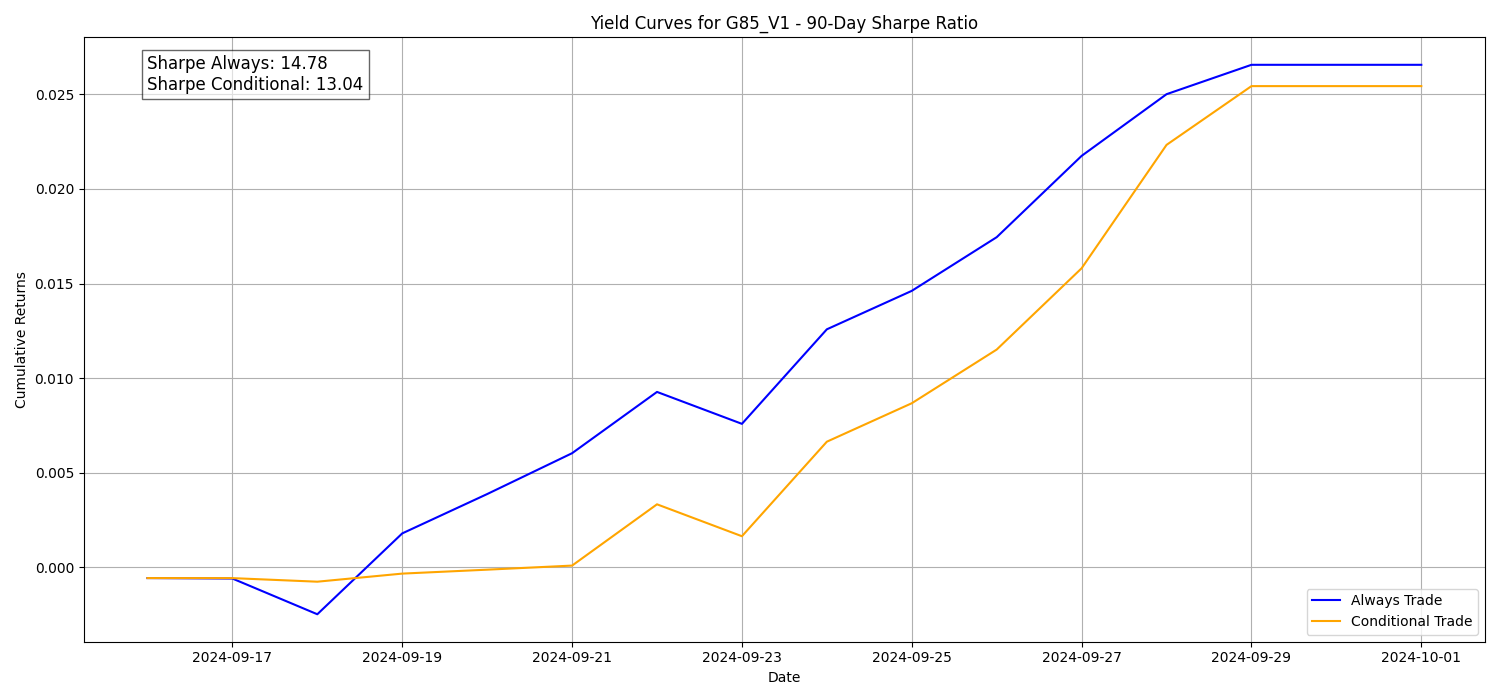 Yield Curves for G85_V1 - 90-Day Sharpe Ratio
Sharpe Always: 14.78
Sharpe Conditional: 13.04
Cumulative Returns
0.025
0.020
0.015
0.010
0.005
0.000
Always Trade
Conditional Trade
2024-09-17
2024-09-19
2024-09-21
2024-09-23
2024-09-25
2024-09-27
2024-09-29
2024-10-01
Date